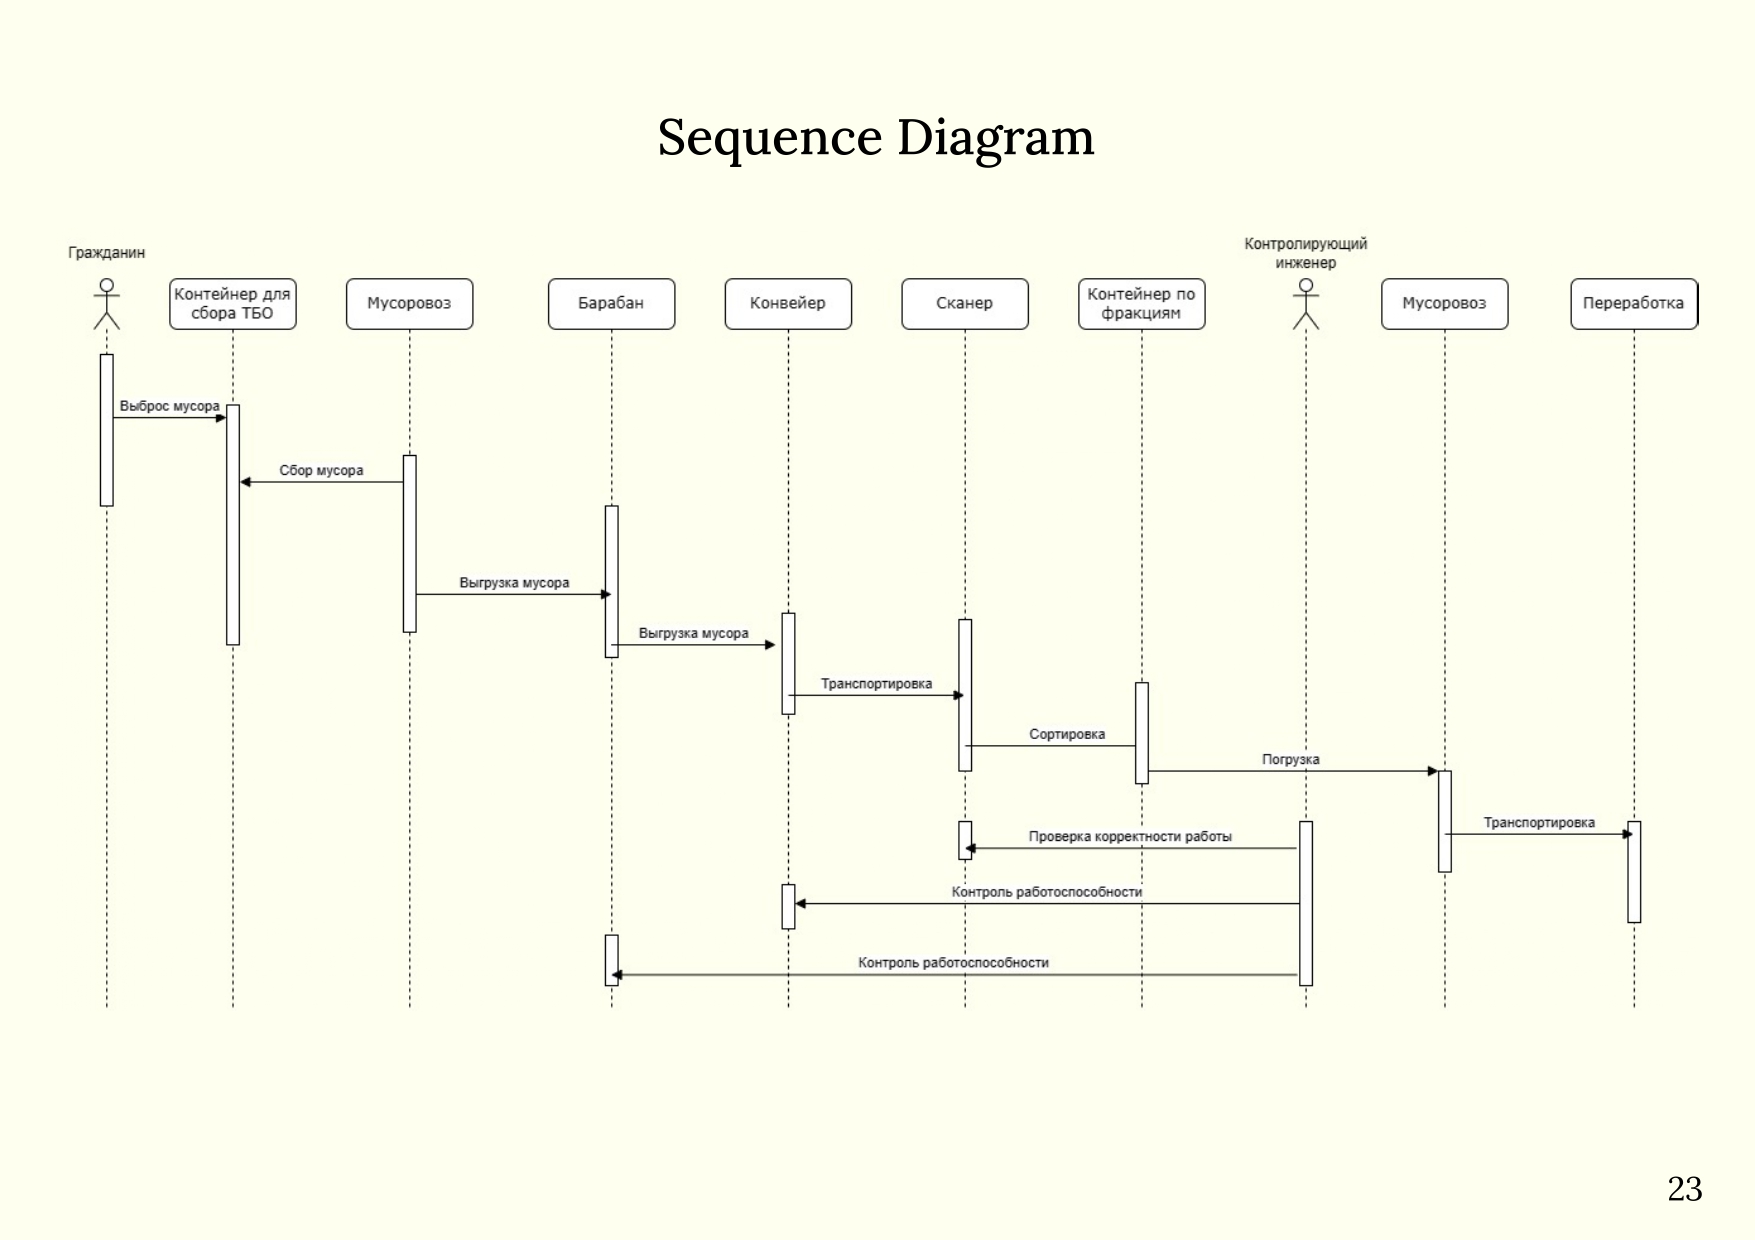 Sequence Diagram
Гражданин
Контролирующий
инженер
Контейнер для
сбора ТБО
Мусоровоз
Барабан
Конвейер
Сканер
Контейнер по
фракциям
Мусоровоз
Переработка
Выброс мусора
Сбор мусора
Выгрузка мусора
Выгрузка мусора
Транспортировка
Сортировка
Погрузка
Транспортировка
Проверка корректности работы
Контроль работоспособности
Контроль работоспособности
23